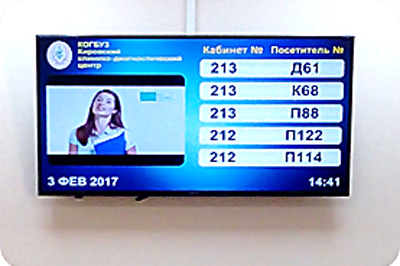 КОГБУЗ
Кировский
клинико-диагностический
центр
Кабинет № Посетитель №
213 Д61
213 К68
213 П88
212 П122
212 П114
3 ФЕВ 2017 14:41